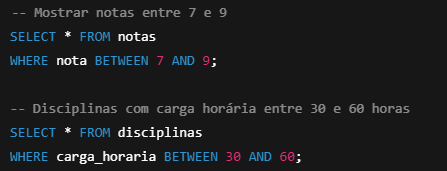 -- Mostrar notas entre 7 e 9
SELECT * FROM notas
WHERE nota BETWEEN 7 AND 9;
-- Disciplinas com carga horária entre 30 e 60 horas
SELECT * FROM disciplinas
WHERE carga_horaria BETWEEN 30 AND 60;